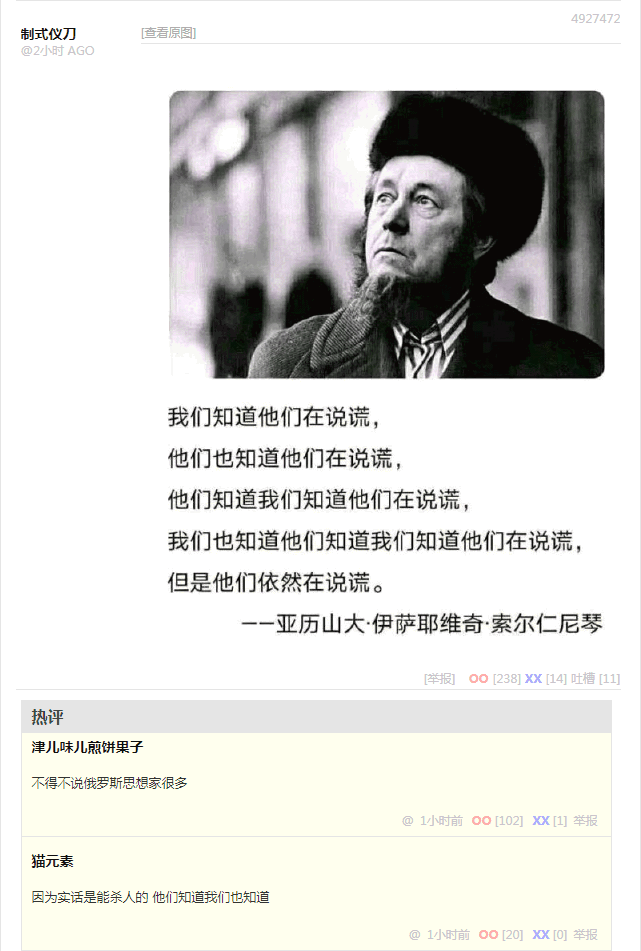 4927472
制式仪刀
[查看原图]
@2小时 AGO
我们知道他们在说谎，
他们也知道他们在说谎，
他们知道我们知道他们在说谎，
我们也知道他们知道我们知道他们在说谎，
但是他们依然在说谎。
——亚历山大·伊萨耶维奇·索尔仁尼琴
[举报] OO [238] XX [14] 吐槽 [11]
热评
津儿味儿煎饼果子
不得不说俄罗斯思想家很多
@ 1小时前 OO [102] XX [1] 举报
猫元素
因为实话是能杀人的 他们知道我们也知道
@ 1小时前 OO [20] XX [0] 举报